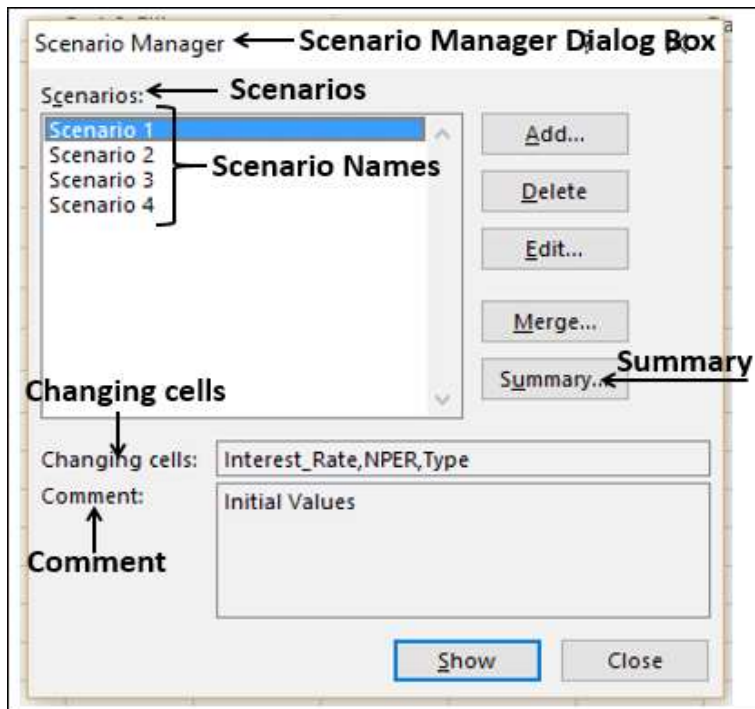 Scenario Manager Scenario Manager Dialog Box
Scenarios: Scenarios
Scenario 1
Scenario 2
Scenario 3
Scenario 4
Scenario Names
Add...
Delete
Edit...
Merge...
Summary... Summary
Changing cells
Changing cells: Interest_Rate,NPER,Type
Comment: Initial Values
Comment
Show Close